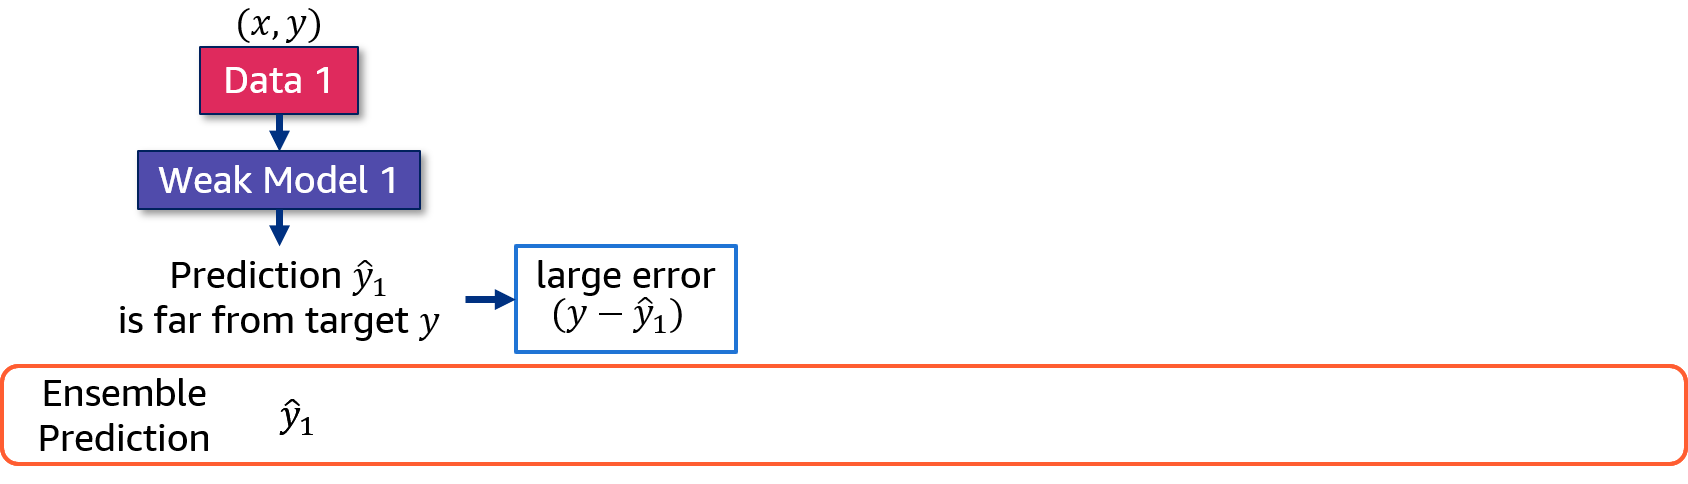 (x, y)
Data 1
Weak Model 1
Prediction ŷ₁
is far from target y
large error
(y − ŷ₁)
Ensemble
Prediction
ŷ₁